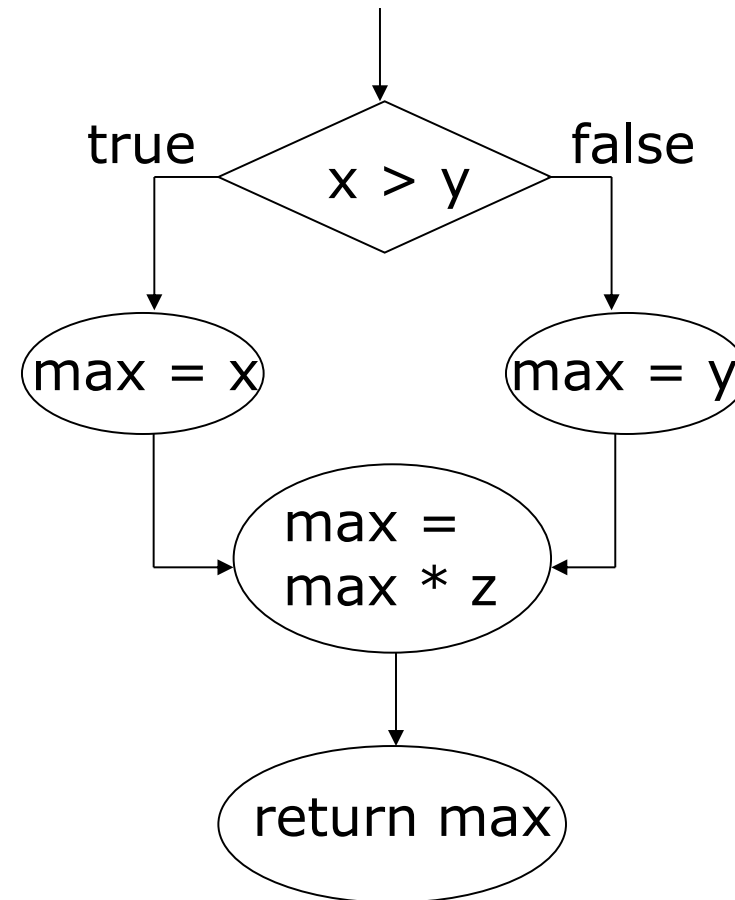 true
false
x > y
max = x
max = y
max =
max * z
return max